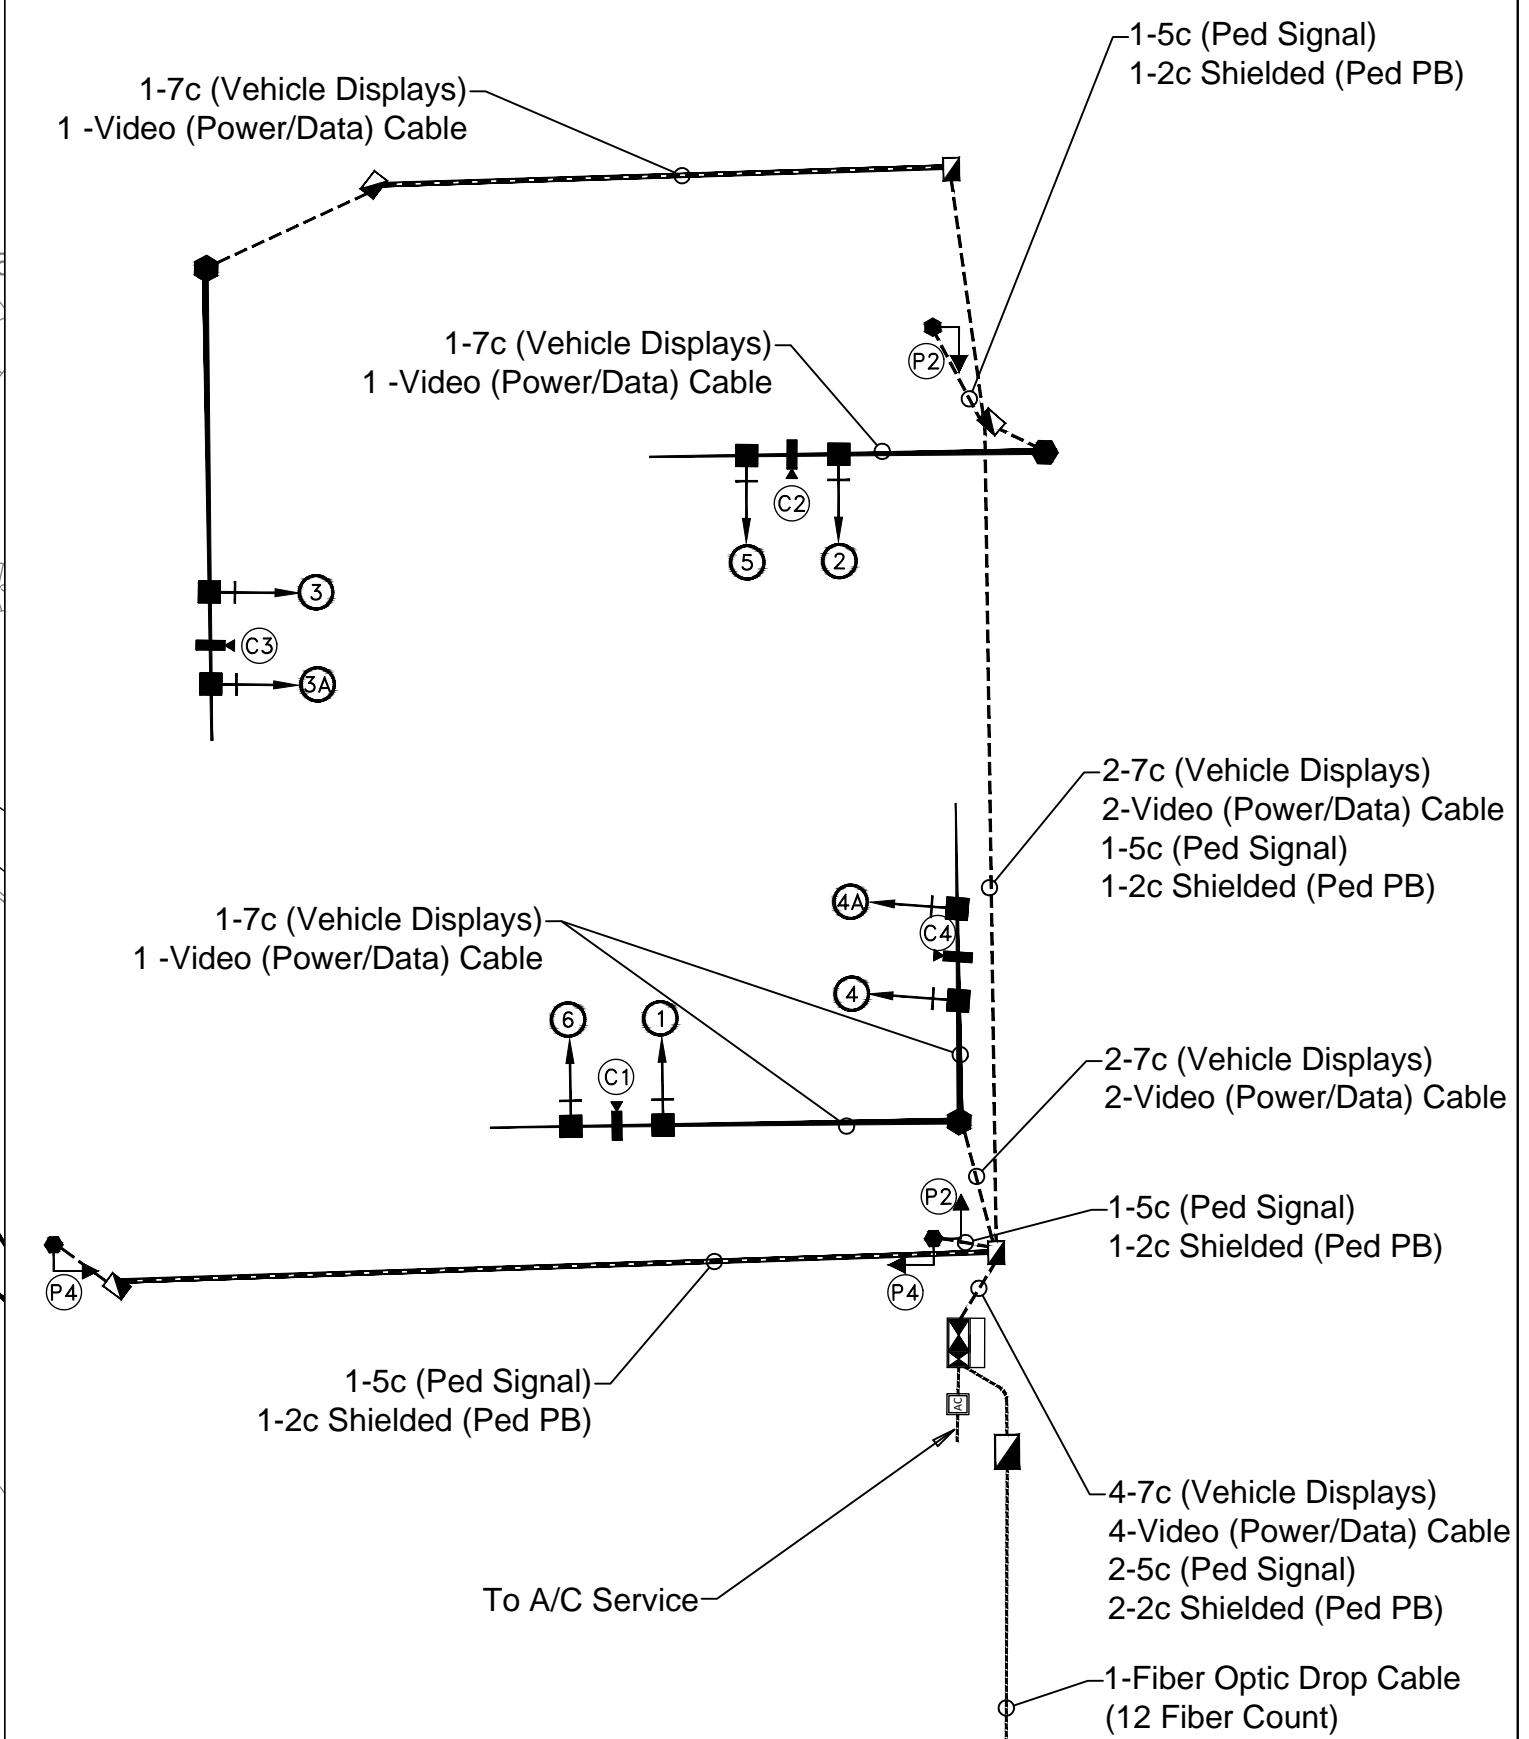 1-5c (Ped Signal)
1-2c Shielded (Ped PB)
1-7c (Vehicle Displays)
1 -Video (Power/Data) Cable
1-7c (Vehicle Displays)
1 -Video (Power/Data) Cable
P2
C2
5
2
3
C3
3A
2-7c (Vehicle Displays)
2-Video (Power/Data) Cable
1-5c (Ped Signal)
1-2c Shielded (Ped PB)
1-7c (Vehicle Displays)
1 -Video (Power/Data) Cable
4A
C4
4
6
1
C1
2-7c (Vehicle Displays)
2-Video (Power/Data) Cable
P2
1-5c (Ped Signal)
1-2c Shielded (Ped PB)
P4
P4
1-5c (Ped Signal)
1-2c Shielded (Ped PB)
AC
To A/C Service
4-7c (Vehicle Displays)
4-Video (Power/Data) Cable
2-5c (Ped Signal)
2-2c Shielded (Ped PB)
1-Fiber Optic Drop Cable
(12 Fiber Count)